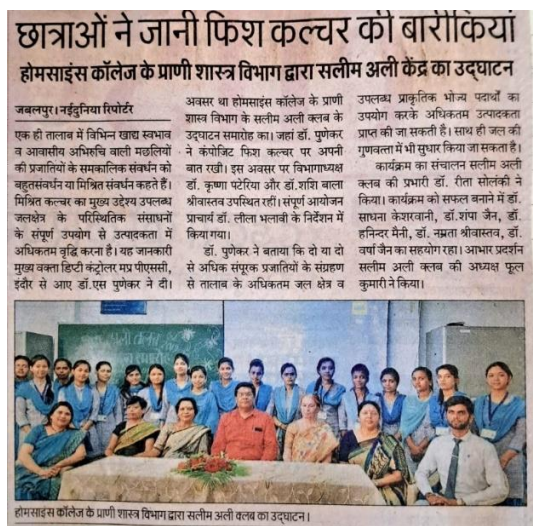 छात्राओं ने जानी फिश कल्चर की बारीकियां
होमसाइंस कॉलेज के प्राणी शास्त्र विभाग द्वारा सलीम अली केंद्र का उद्घाटन
जबलपुर। नईदुनिया रिपोर्टर
एक ही तालाब में विभिन्न खाद्य स्वभाव
व आवासीय अभिरुचि वाली मछलियों
की प्रजातियों के समकालिक संवर्धन को
बहुसंवर्धन या मिश्रित संवर्धन कहते हैं।
मिश्रित कल्चर का मुख्य उद्देश्य उपलब्ध
जलक्षेत्र के पारिस्थितिक संसाधनों
के संपूर्ण उपयोग से उत्पादकता में
अधिकतम वृद्धि करना है। यह जानकारी
मुख्य वक्ता डिप्टी कंट्रोलर मप्र पीएससी,
इंदौर से आए डॉ.एस पुणेकर ने दी।
अवसर था होमसाइंस कॉलेज के प्राणी
शास्त्र विभाग के सलीम अली क्लब के
उद्घाटन समारोह का। जहां डॉ. पुणेकर
ने कंपोजिट फिश कल्चर पर अपनी
बात रखी। इस अवसर पर विभागाध्यक्ष
डॉ. कृष्णा पटेरिया और डॉ.शशि बाला
श्रीवास्तव उपस्थित रहीं। संपूर्ण आयोजन
प्राचार्य डॉ. लीला भलावी के निर्देशन में
किया गया।
डॉ. पुणेकर ने बताया कि दो या दो
से अधिक संपूरक प्रजातियों के संग्रहण
से तालाब के अधिकतम जल क्षेत्र व
उपलब्ध प्राकृतिक भोज्य पदार्थों का
उपयोग करके अधिकतम उत्पादकता
प्राप्त की जा सकती है। साथ ही जल की
गुणवत्ता में भी सुधार किया जा सकता है।
कार्यक्रम का संचालन सलीम अली
क्लब की प्रभारी डॉ. रीता सोलंकी ने
किया। कार्यक्रम को सफल बनाने में डॉ.
साधना केशरवानी, डॉ.शंपा जैन, डॉ.
हनिन्दर मैनी, डॉ. नम्रता श्रीवास्तव, डॉ.
वर्षा जैन का सहयोग रहा। आभार प्रदर्शन
सलीम अली क्लब की अध्यक्ष फूल
कुमारी ने किया।
अली क्लब
समारोह
होमसाइंस कॉलेज के प्राणी शास्त्र विभाग द्वारा सलीम अली क्लब का उद्घाटन।